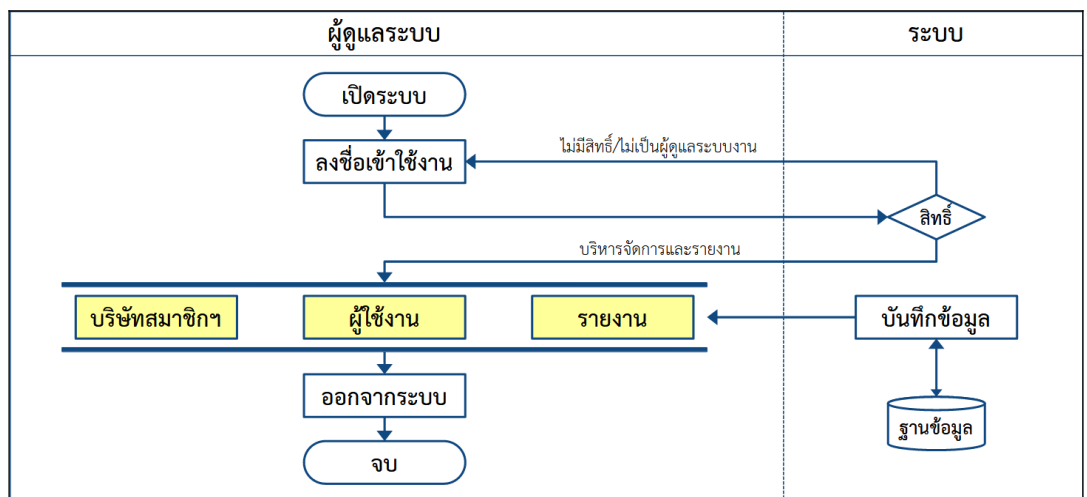 ผู้ดูแลระบบ
ระบบ
เปิดระบบ
ลงชื่อเข้าใช้งาน
ไม่มีสิทธิ์/ไม่เป็นผู้ดูแลระบบงาน
สิทธิ์
บริหารจัดการและรายงาน
บริษัทสมาชิกฯ
ผู้ใช้งาน
รายงาน
บันทึกข้อมูล
ออกจากระบบ
ฐานข้อมูล
จบ